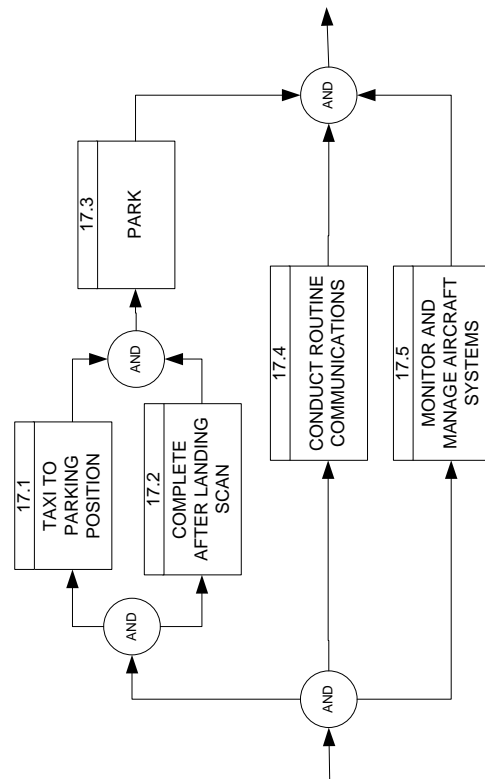 AND
AND
17.1
TAXI TO
PARKING
POSITION
17.2
COMPLETE
AFTER LANDING
SCAN
AND
17.3
PARK
17.4
CONDUCT ROUTINE
COMMUNICATIONS
17.5
MONITOR AND
MANAGE AIRCRAFT
SYSTEMS
AND